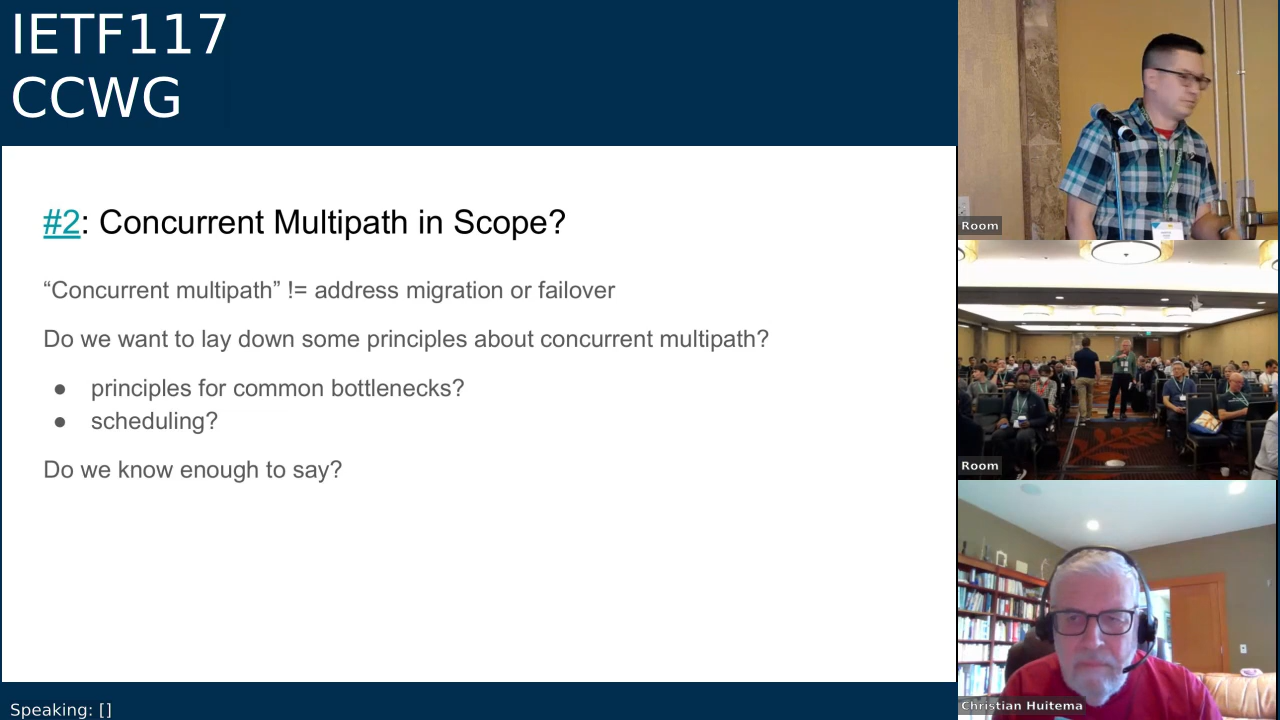 IETF117
CCWG
#2: Concurrent Multipath in Scope?
“Concurrent multipath” != address migration or failover
Do we want to lay down some principles about concurrent multipath?
● principles for common bottlenecks?
● scheduling?
Do we know enough to say?
Speaking: []
Room
Room
Christian Huitema